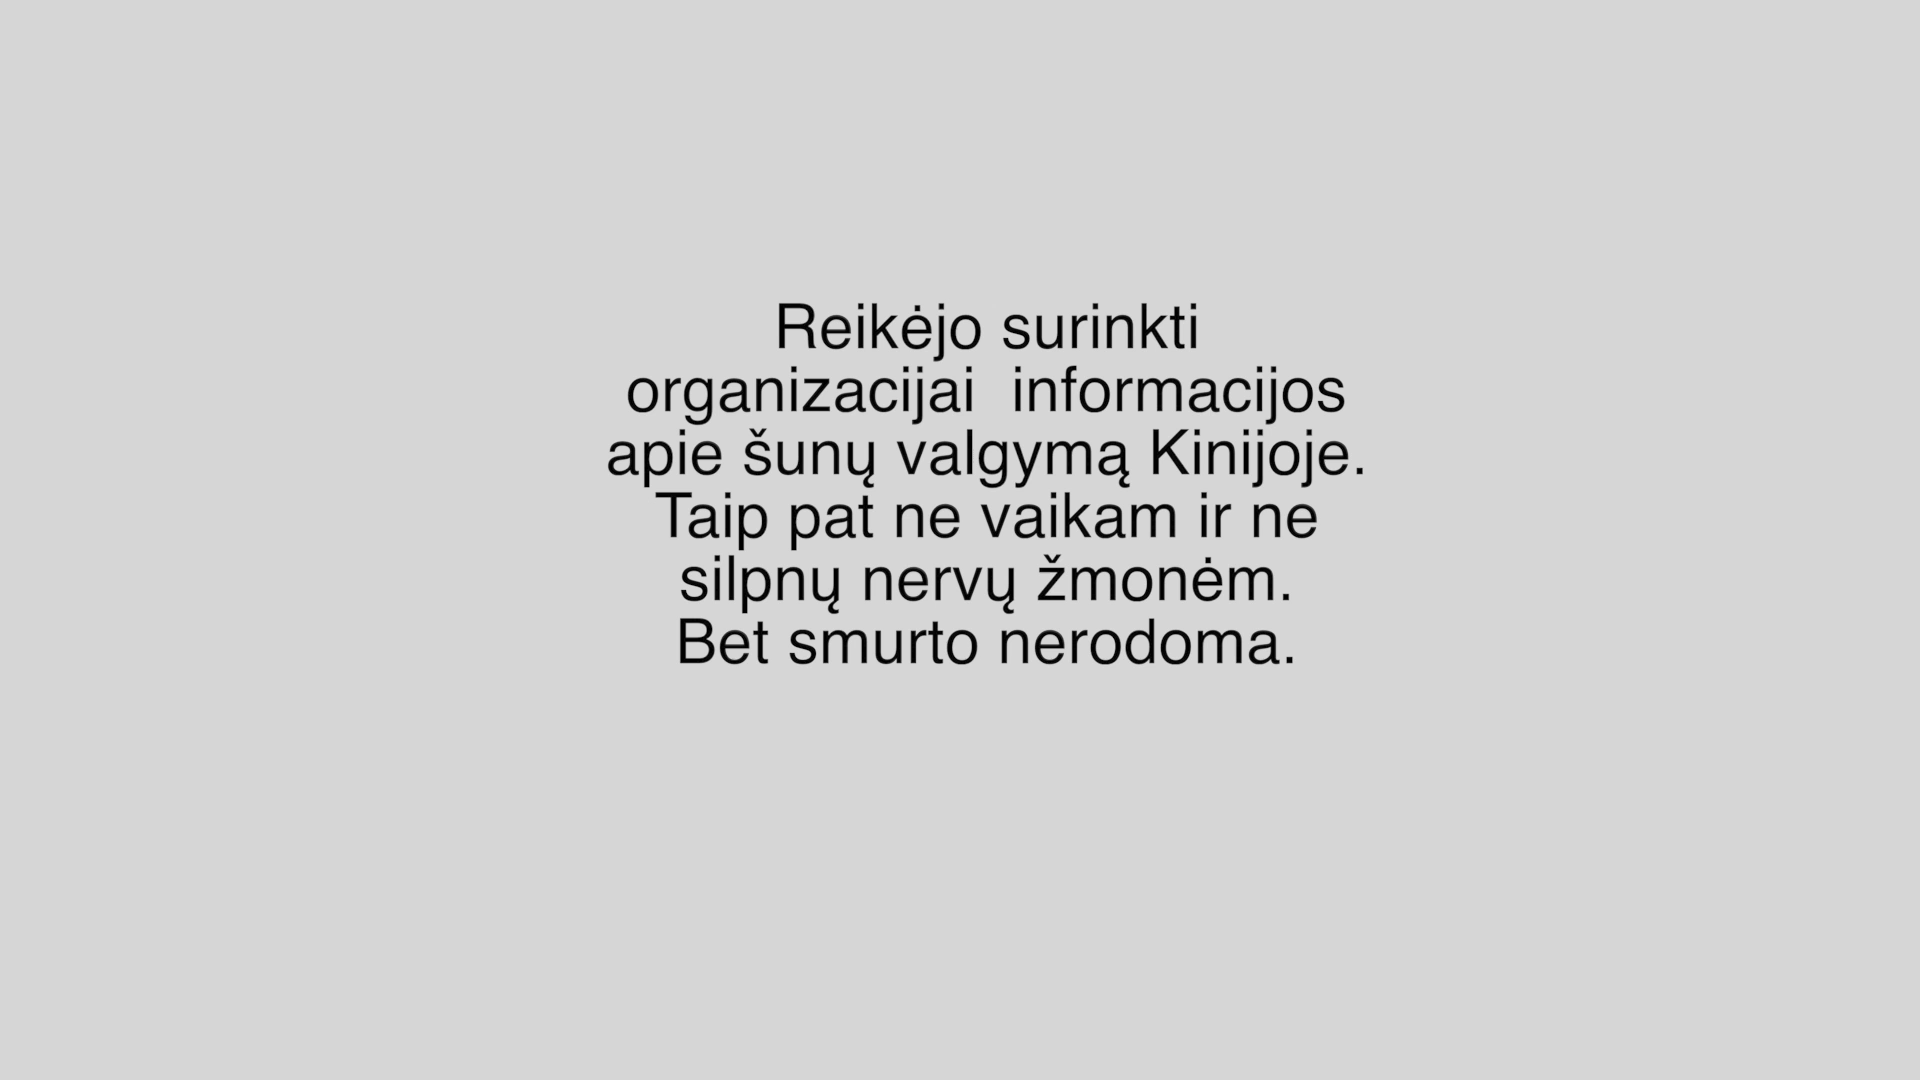 Reikėjo surinkti
organizacijai  informacijos
apie šunų valgymą Kinijoje.
Taip pat ne vaikam ir ne
silpnų nervų žmonėm.
Bet smurto nerodoma.